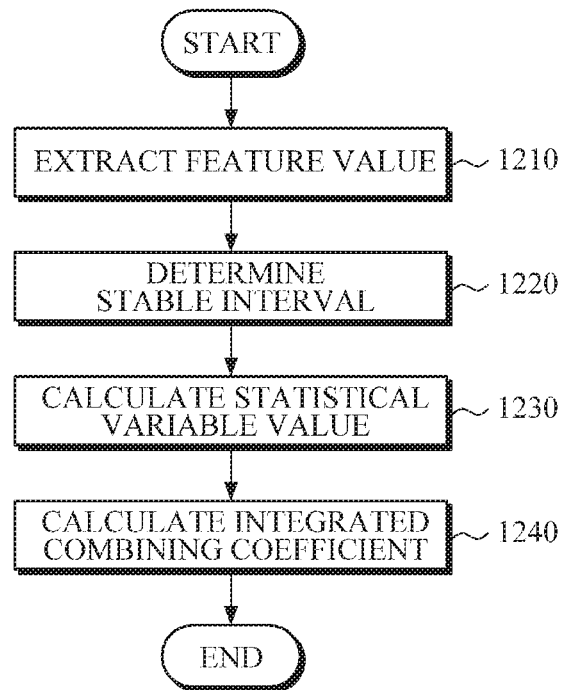 START
EXTRACT FEATURE VALUE
1210
DETERMINE
STABLE INTERVAL
1220
CALCULATE STATISTICAL
VARIABLE VALUE
1230
CALCULATE INTEGRATED
COMBINING COEFFICIENT
1240
END